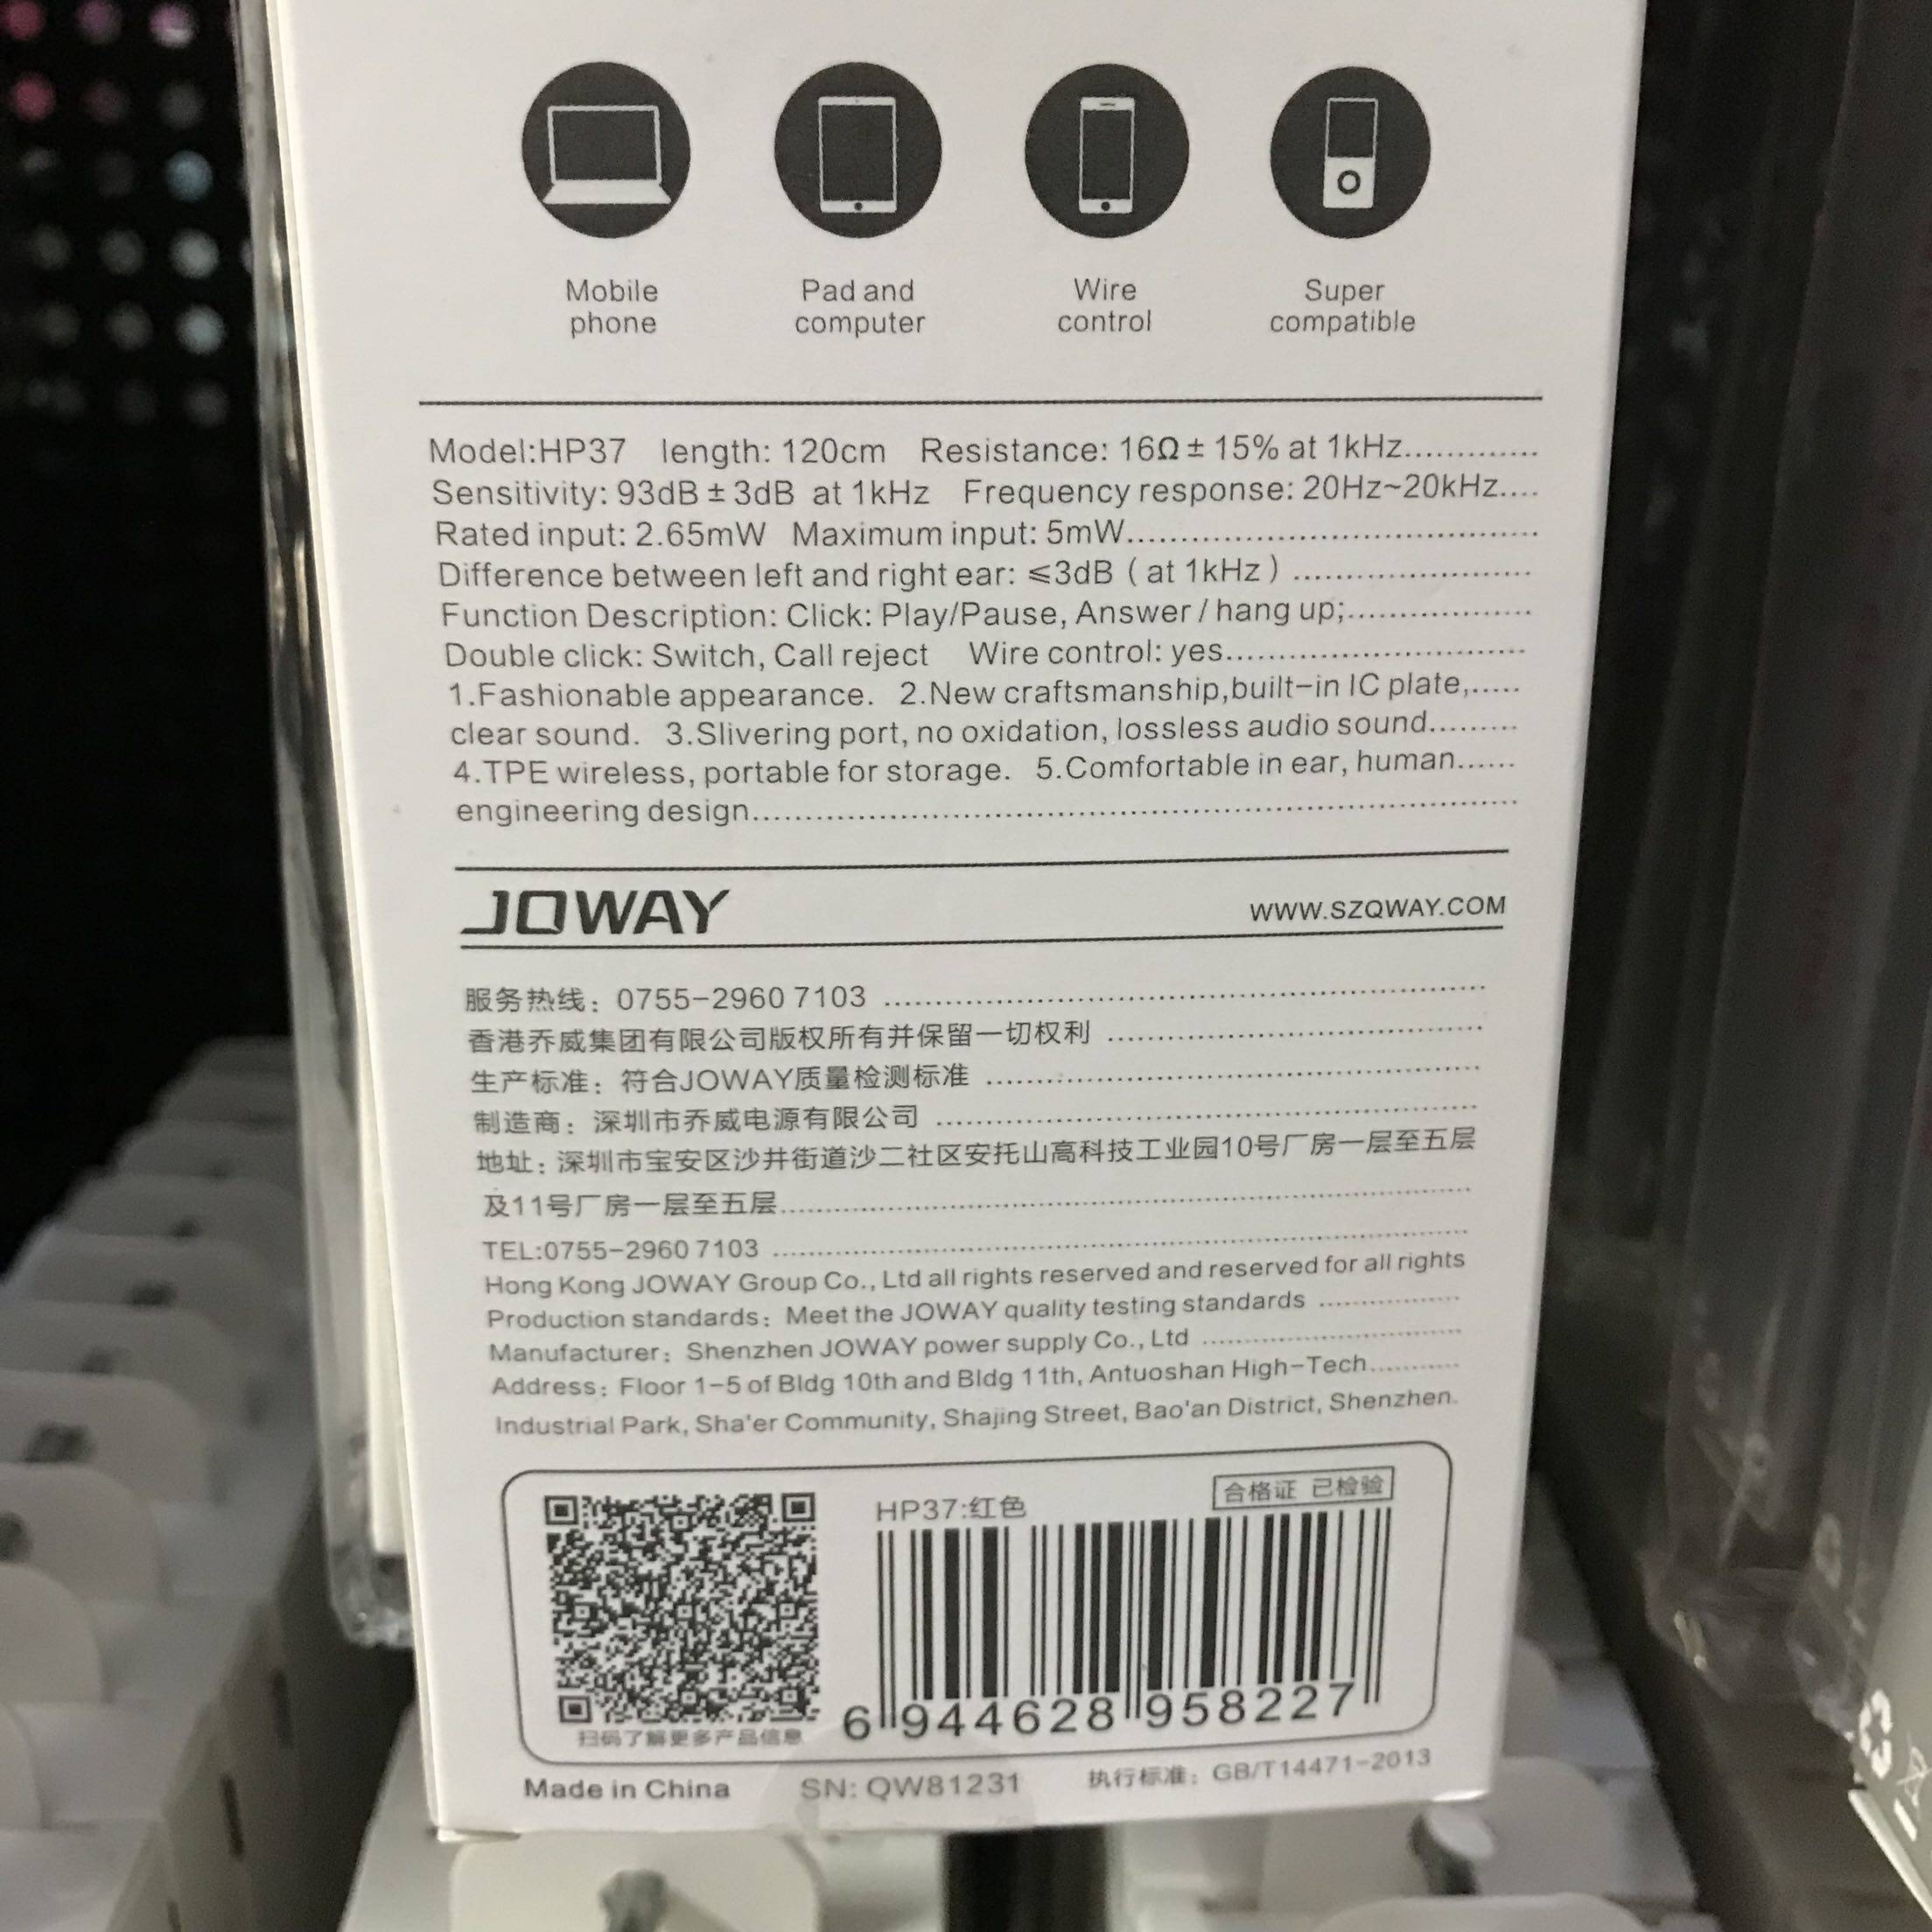 Mobile phone
Pad and computer
Wire control
Super compatible
Model:HP37 length: 120cm Resistance: 16Ω ± 15% at 1kHz.............
Sensitivity: 93dB ± 3dB at 1kHz Frequency response: 20Hz~20kHz....
Rated input: 2.65mW Maximum input: 5mW.......................................
Difference between left and right ear: ⩽3dB ( at 1kHz ) ........................
Function Description: Click: Play/Pause, Answer / hang up;..................
Double click: Switch, Call reject Wire control: yes.............................
1.Fashionable appearance. 2.New craftsmanship,built-in IC plate,.....
clear sound. 3.Slivering port, no oxidation, lossless audio sound.........
4.TPE wireless, portable for storage. 5.Comfortable in ear, human......
engineering design.............................................................................
JOWAY
WWW.SZQWAY.COM
服务热线：0755-2960 7103 ............................................................
香港乔威集团有限公司版权所有并保留一切权利 .....................................
生产标准：符合JOWAY质量检测标准 .................................................
制造商：深圳市乔威电源有限公司 ......................................................
地址：深圳市宝安区沙井街道沙二社区安托山高科技工业园10号厂房一层至五层
及11号厂房一层至五层.....................................................................
TEL:0755-2960 7103 .....................................................................
Hong Kong JOWAY Group Co., Ltd all rights reserved and reserved for all rights
Production standards：Meet the JOWAY quality testing standards .................
Manufacturer：Shenzhen JOWAY power supply Co., Ltd ...............................
Address：Floor 1-5 of Bldg 10th and Bldg 11th, Antuoshan High-Tech...........
Industrial Park, Sha'er Community, Shajing Street, Bao'an District, Shenzhen.
HP37:红色
合格证 已检验
6 944628 958227
扫码了解更多产品信息
Made in China SN: QW81231 执行标准：GB/T14471-2013